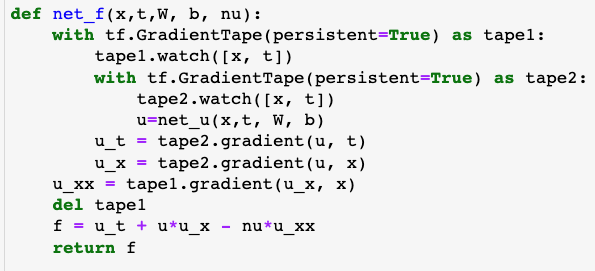 def net_f(x,t,W, b, nu):
    with tf.GradientTape(persistent=True) as tape1:
        tape1.watch([x, t])
        with tf.GradientTape(persistent=True) as tape2:
            tape2.watch([x, t])
            u=net_u(x,t, W, b)
        u_t = tape2.gradient(u, t)
        u_x = tape2.gradient(u, x)
    u_xx = tape1.gradient(u_x, x)
    del tape1
    f = u_t + u*u_x - nu*u_xx
    return f